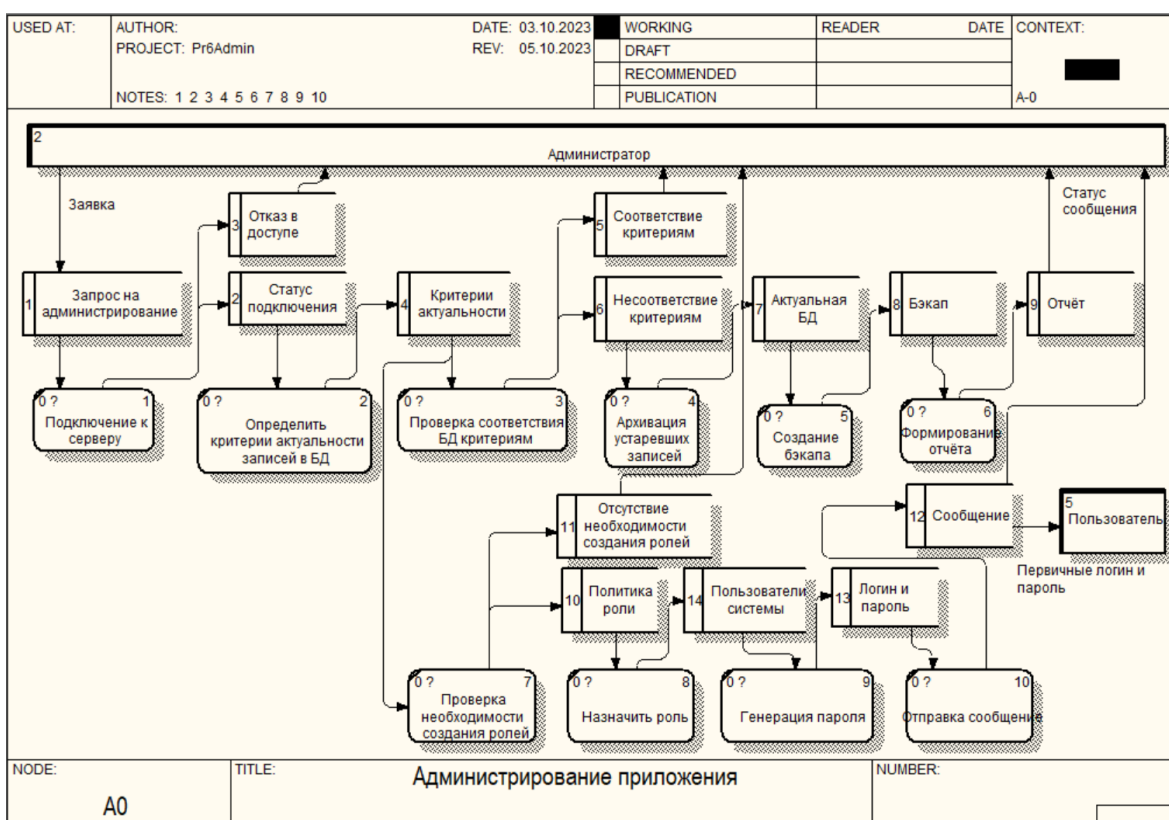 USED AT:
AUTHOR:
DATE: 03.10.2023
PROJECT: Pr6Admin
REV: 05.10.2023
NOTES: 1 2 3 4 5 6 7 8 9 10
WORKING
DRAFT
RECOMMENDED
PUBLICATION
READER
DATE
CONTEXT:
A-0
2
Администратор
Заявка
3
Отказ в
доступе
5
Соответствие
критериям
Статус
сообщения
1
Запрос на
администрирование
2
Статус
подключения
4
Критерии
актуальности
6
Несоответствие
критериям
7
Актуальная
БД
8
Бэкап
9
Отчёт
0 ?
1
Подключение к
серверу
0 ?
2
Определить
критерии актуальности
записей в БД
0 ?
3
Проверка соответствия
БД критериям
0 ?
4
Архивация
устаревших
записей
0 ?
5
Создание
бэкапа
0 ?
6
Формирование
отчёта
11
Отсутствие
необходимости
создания ролей
12
Сообщение
5
Пользователь
Первичные логин и
пароль
10
Политика
роли
14
Пользователи
системы
13
Логин и
пароль
0 ?
7
Проверка
необходимости
создания ролей
0 ?
8
Назначить роль
0 ?
9
Генерация пароля
0 ?
10
Отправка сообщение
NODE:
A0
TITLE:
Администрирование приложения
NUMBER: